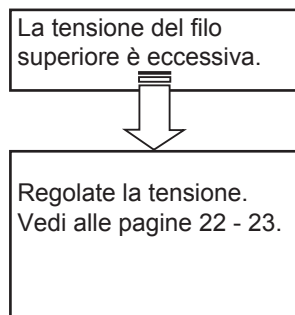 La tensione del filo
superiore è eccessiva.
Regolate la tensione.
Vedi alle pagine 22 - 23.